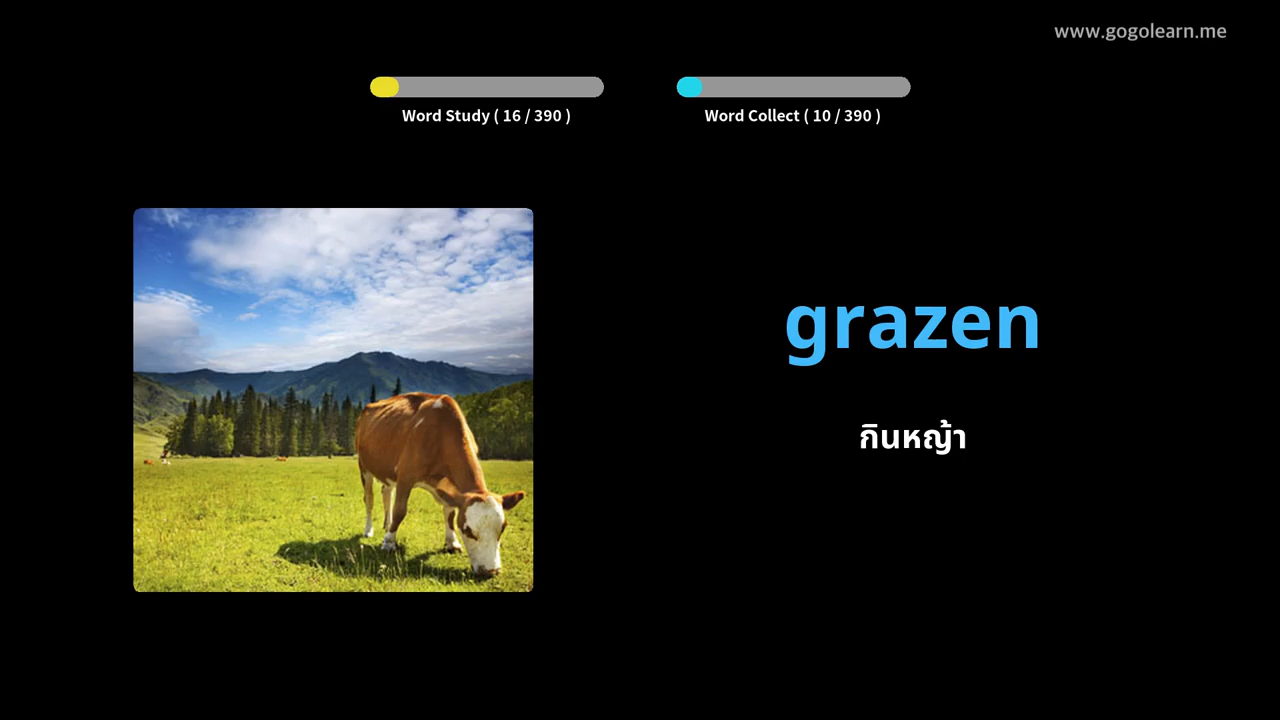 www.gogolearn.me
Word Study ( 16 / 390 )
Word Collect ( 10 / 390 )
grazen
กินหญ้า